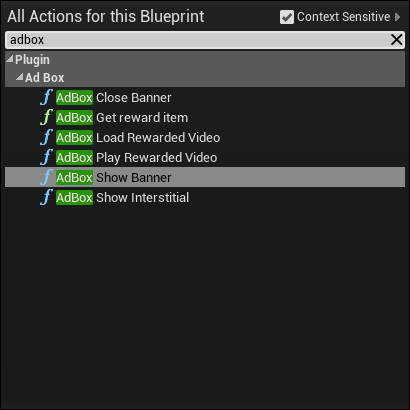 All Actions for this Blueprint Context Sensitive
adbox
Plugin
Ad Box
AdBox Close Banner
AdBox Get reward item
AdBox Load Rewarded Video
AdBox Play Rewarded Video
AdBox Show Banner
AdBox Show Interstitial